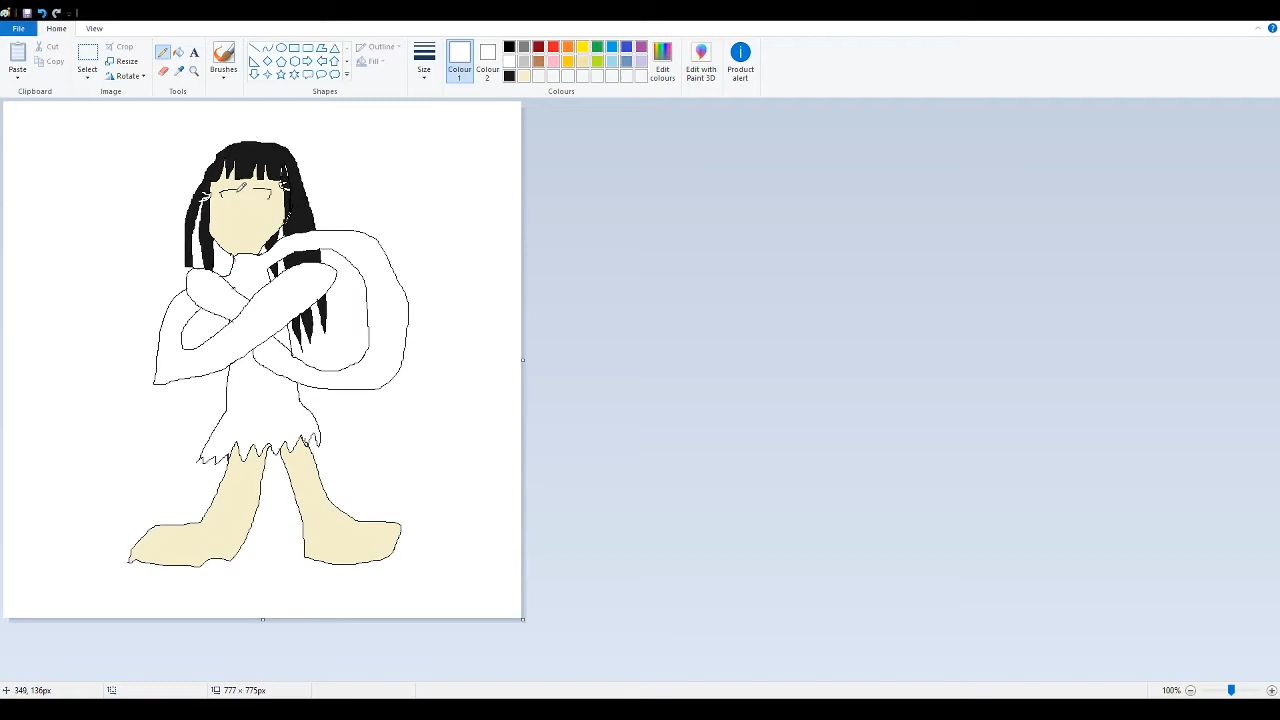 File Home View
Paste Cut Copy Clipboard
Select Crop Resize Rotate Image
A Tools
Brushes
Outline Fill Shapes
Size
Colour 1 Colour 2 Edit colours Colours
Edit with Paint 3D
Product alert
349, 136px 777 × 775px 100%